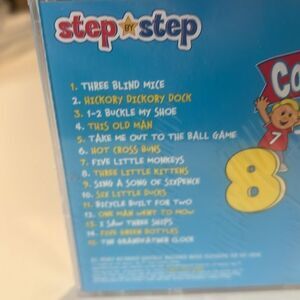 step BY step
1. THREE BLIND MICE
2. HICKORY DICKORY DOCK
3. 1-2 BUCKLE MY SHOE
4. THIS OLD MAN
5. TAKE ME OUT TO THE BALL GAME
6. HOT CROSS BUNS
7. FIVE LITTLE MONKEYS
8. THREE LITTLE KITTENS
9. SING A SONG OF SIXPENCE
10. SIX LITTLE DUCKS
11. BICYCLE BUILT FOR TWO
12. ONE MAN WENT TO MOW
13. I SAW THREE SHIPS
14. FIVE GREEN BOTTLES
15. THE GRANDFATHER CLOCK
7
8